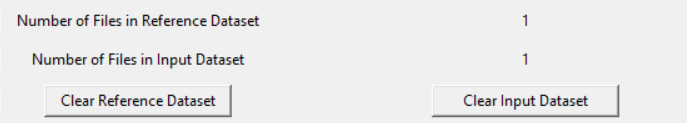 Number of Files in Reference Dataset 1
Number of Files in Input Dataset 1
Clear Reference Dataset Clear Input Dataset